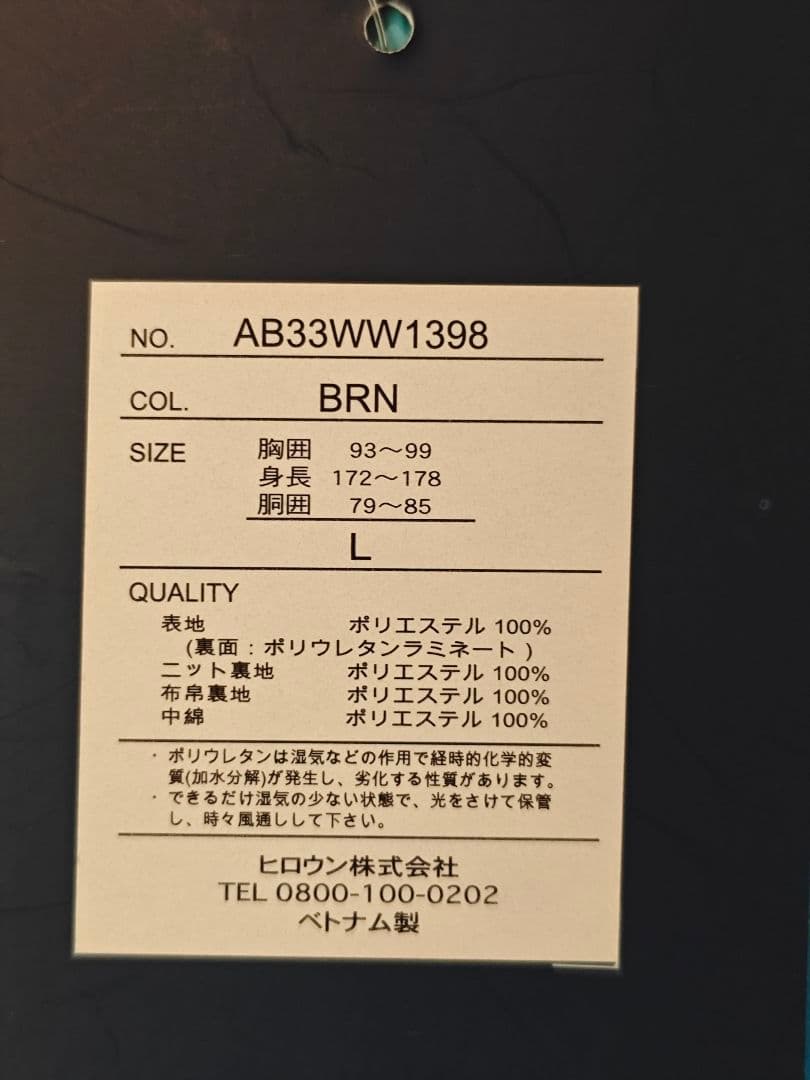 NO. AB33WW1398
COL. BRN
SIZE 胸囲 93～99
身長 172～178
胴囲 79～85
L
QUALITY
表地 ポリエステル 100%
(裏面：ポリウレタンラミネート)
ニット裏地 ポリエステル 100%
布帛裏地 ポリエステル 100%
中綿 ポリエステル 100%
・ポリウレタンは湿気などの作用で経時的化学的変
質(加水分解)が発生し、劣化する性質があります。
・できるだけ湿気の少ない状態で、光をさけて保管
し、時々風通しして下さい。
ヒロウン株式会社
TEL 0800-100-0202
ベトナム製